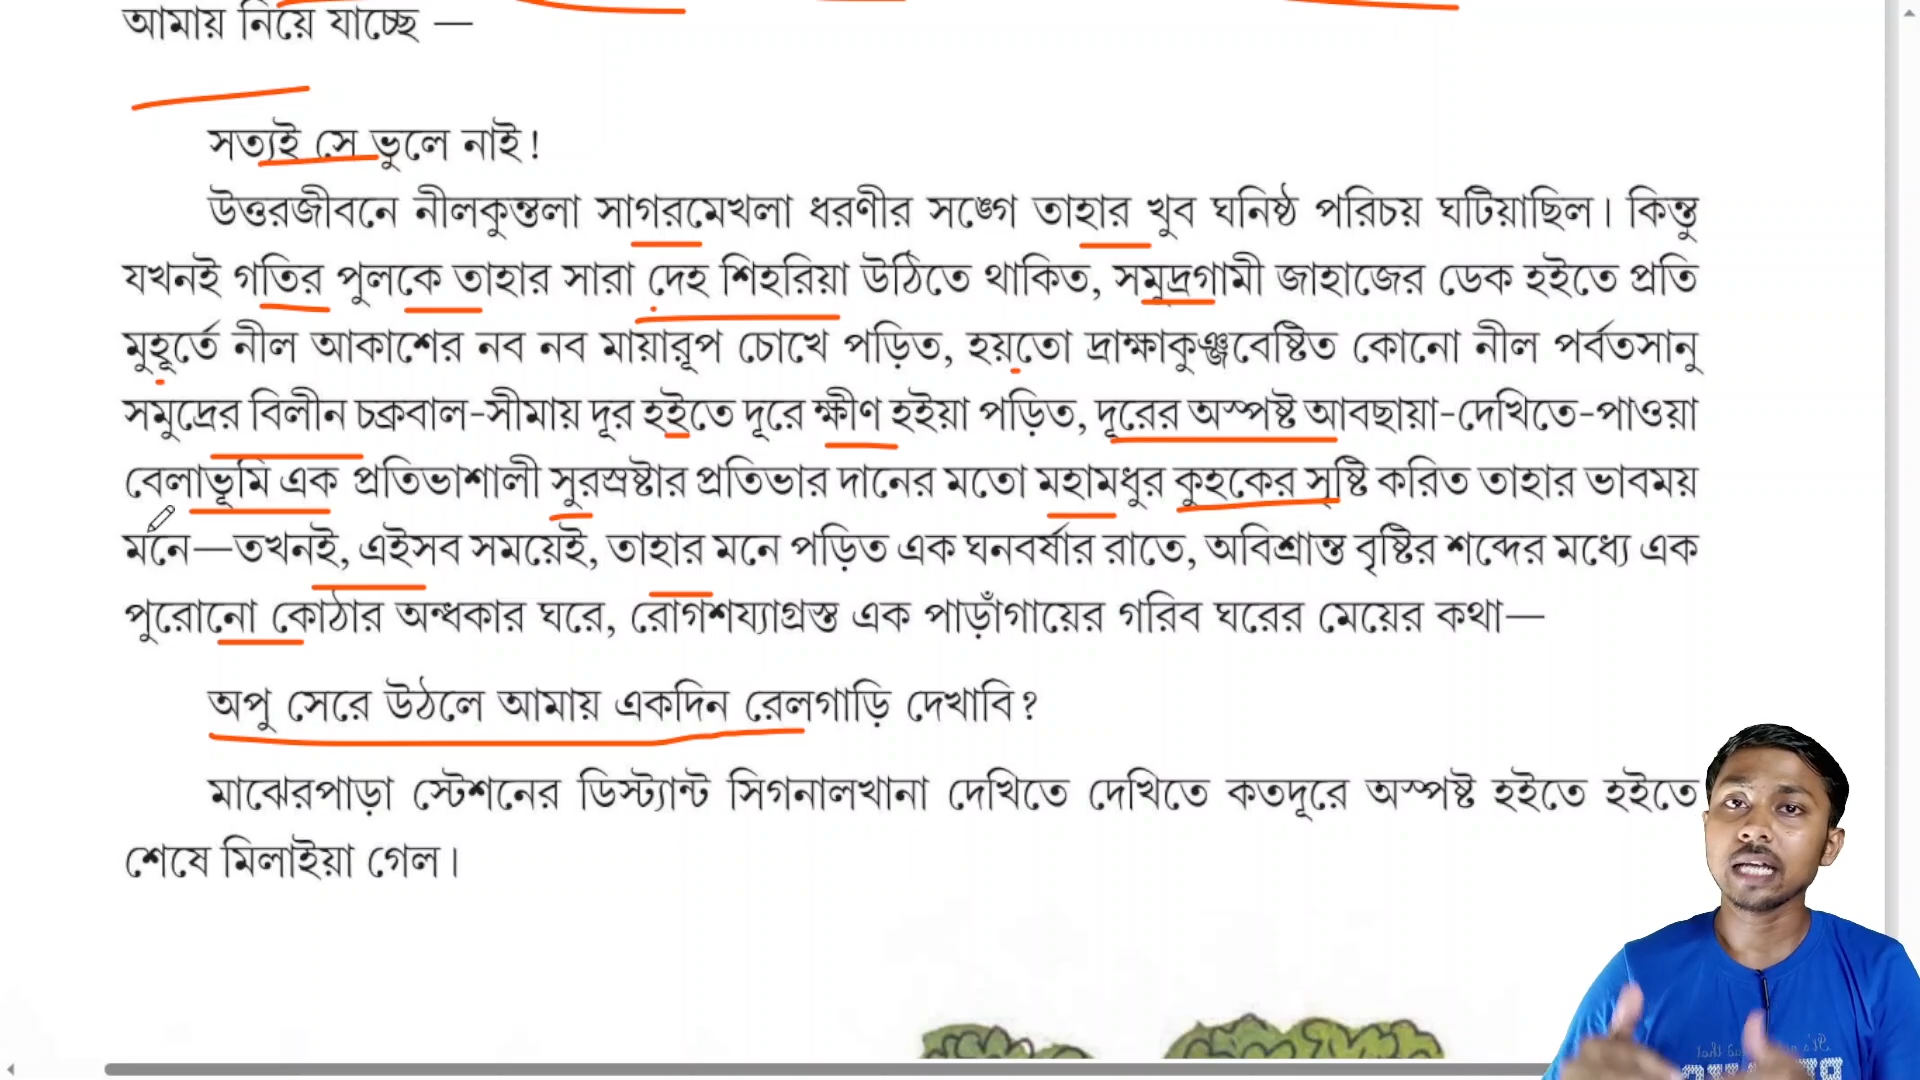 আমায় নিয়ে যাচ্ছে —
সত্যই সে ভুলে নাই!
উত্তরজীবনে নীলকুন্তলা সাগরমেখলা ধরণীর সঙ্গে তাহার খুব ঘনিষ্ঠ পরিচয় ঘটিয়াছিল। কিন্তু
যখনই গতির পুলকে তাহার সারা দেহ শিহরিয়া উঠিতে থাকিত, সমুদ্রগামী জাহাজের ডেক হইতে প্রতি
মুহূর্তে নীল আকাশের নব নব মায়ারূপ চোখে পড়িত, হয়তো দ্রাক্ষাকুঞ্জবেষ্টিত কোনো নীল পর্বতসানু
সমুদ্রের বিলীন চক্রবাল-সীমায় দূর হইতে দূরে ক্ষীণ হইয়া পড়িত, দূরের অস্পষ্ট আবছায়া-দেখিতে-পাওয়া
বেলাভূমি এক প্রতিভাশালী সুরস্রষ্টার প্রতিভার দানের মতো মহামধুর কুহকের সৃষ্টি করিত তাহার ভাবময়
মনে—তখনই, এইসব সময়েই, তাহার মনে পড়িত এক ঘনবর্ষার রাতে, অবিশ্রান্ত বৃষ্টির শব্দের মধ্যে এক
পুরোনো কোঠার অন্ধকার ঘরে, রোগশয্যাগ্রস্ত এক পাড়াঁগায়ের গরিব ঘরের মেয়ের কথা—
অপু সেরে উঠলে আমায় একদিন রেলগাড়ি দেখাবি?
মাঝেরপাড়া স্টেশনের ডিস্ট্যান্ট সিগনালখানা দেখিতে দেখিতে কতদূরে অস্পষ্ট হইতে হইতে
শেষে মিলাইয়া গেল।